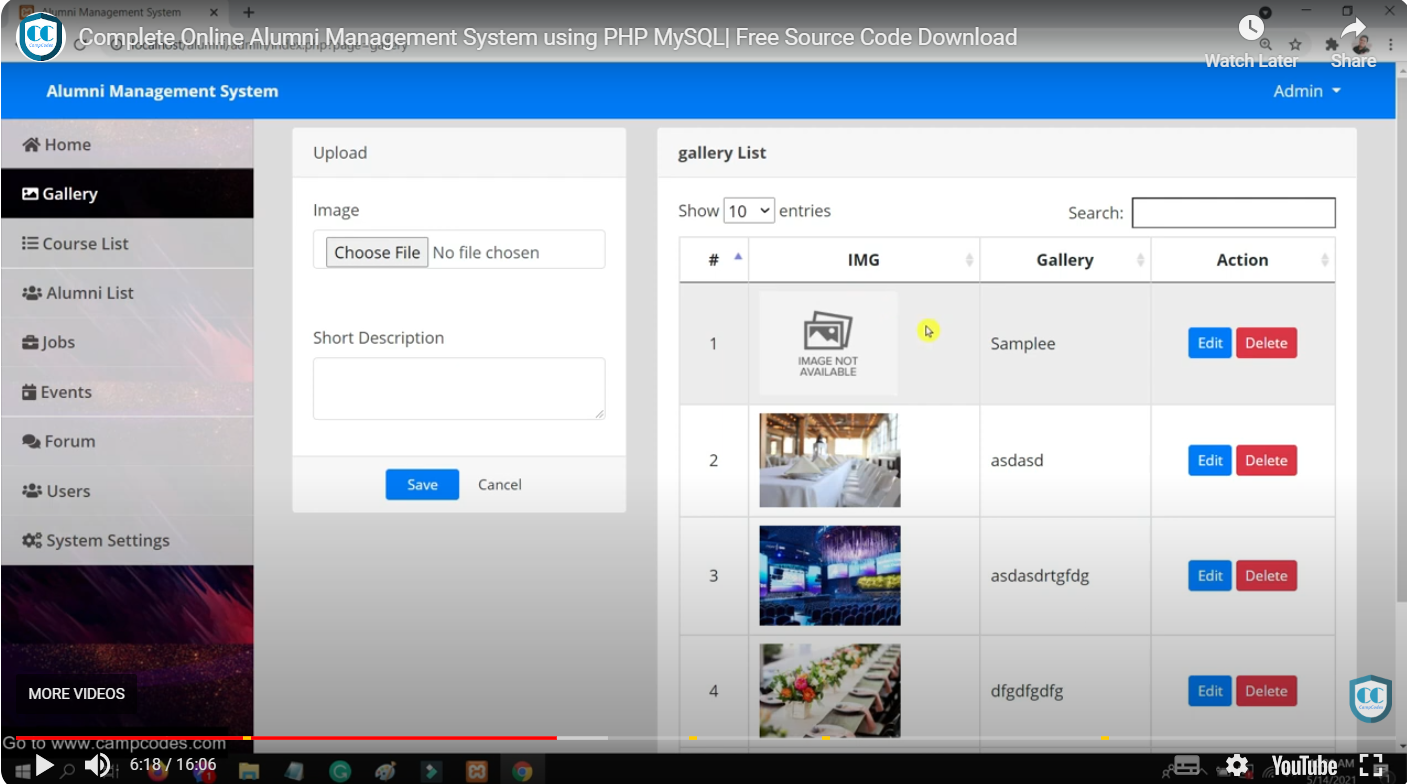 Alumni Management System
Complete Online Alumni Management System using PHP MySQL| Free Source Code Download
localhost/alumni/admin/index.php?page=gallery
Watch Later
Share
Alumni Management System
Admin
Home
Gallery
Course List
Alumni List
Jobs
Events
Forum
Users
System Settings
Upload
Image
Choose File No file chosen
Short Description
Save Cancel
gallery List
Show 10 entries
Search:
# IMG Gallery Action
1 IMAGE NOT AVAILABLE Samplee Edit Delete
2 asdasd Edit Delete
3 asdasdrtgfdg Edit Delete
4 dfgdfgdfg Edit Delete
MORE VIDEOS
CC
CampCodes
Go to www.campcodes.com
6:18 / 16:06
YouTube
5/14/2021